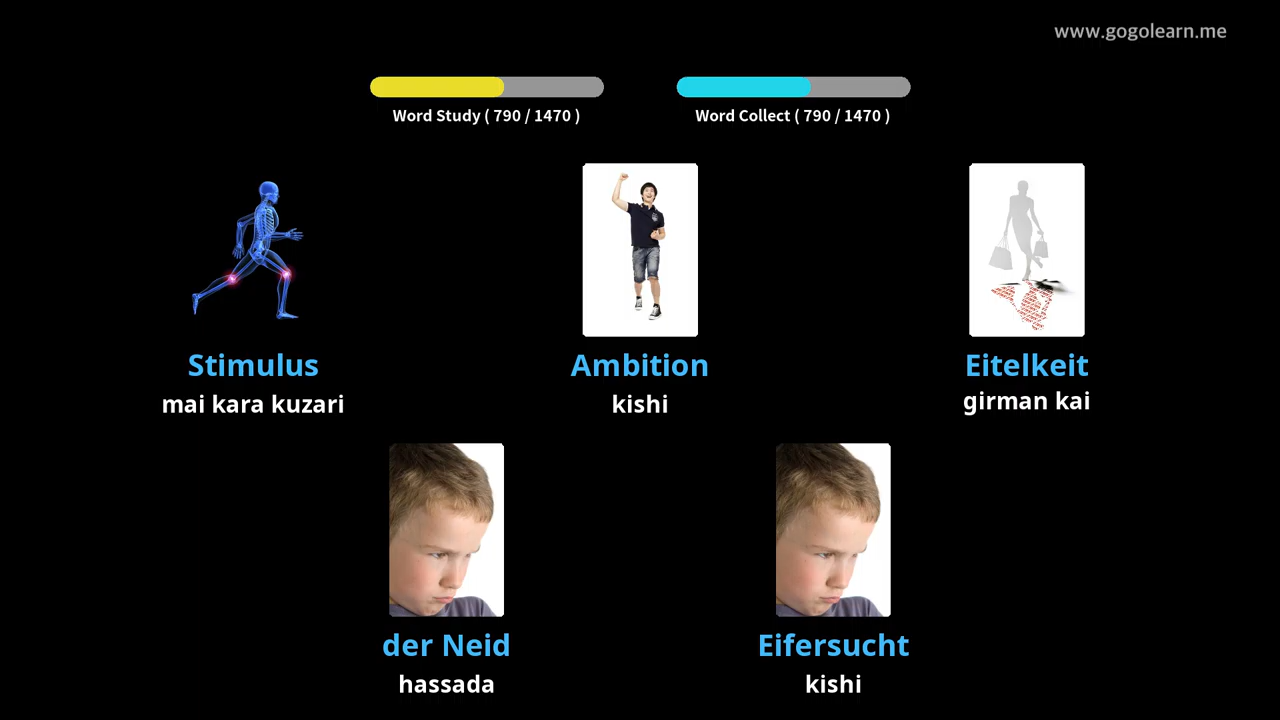 www.gogolearn.me
Word Study ( 790 / 1470 )
Word Collect ( 790 / 1470 )
Stimulus
mai kara kuzari
Ambition
kishi
Eitelkeit
girman kai
der Neid
hassada
Eifersucht
kishi